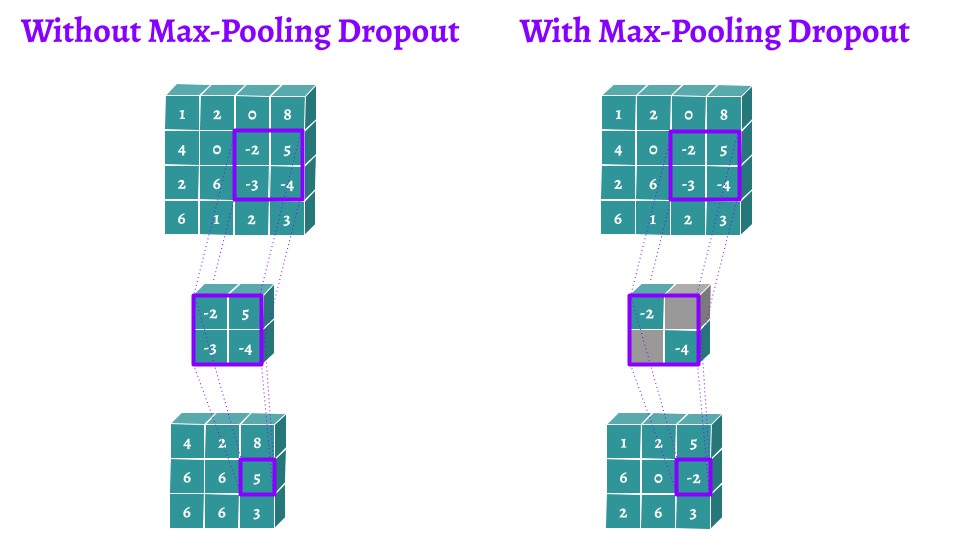 Without Max-Pooling Dropout
1 2 0 8
4 0 -2 5
2 6 -3 -4
6 1 2 3
-2 5
-3 -4
4 2 8
6 6 5
6 6 3
With Max-Pooling Dropout
1 2 0 8
4 0 -2 5
2 6 -3 -4
6 1 2 3
-2
-4
1 2 5
6 0 -2
2 6 3